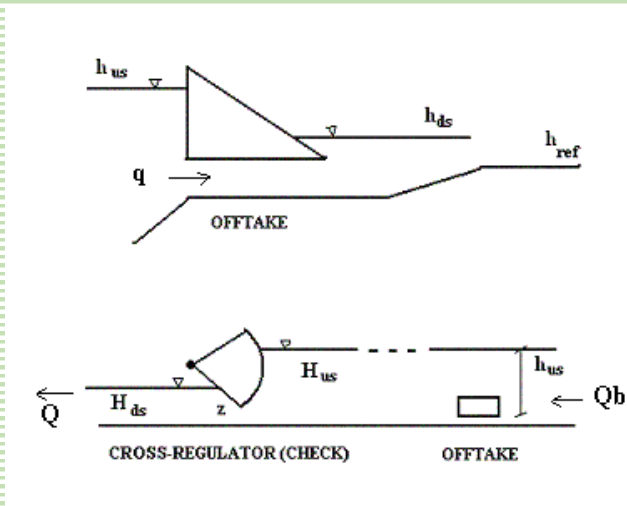 h us
h ds
h ref
q
OFFTAKE
H us
h us
Qb
Q
H ds
z
CROSS-REGULATOR (CHECK)
OFFTAKE